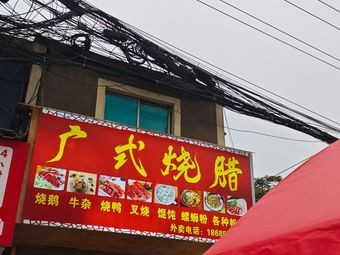 广式烧腊
烧鹅 牛杂 烧鸭 叉烧 馄饨 螺蛳粉 各种粉
外卖电话：1868